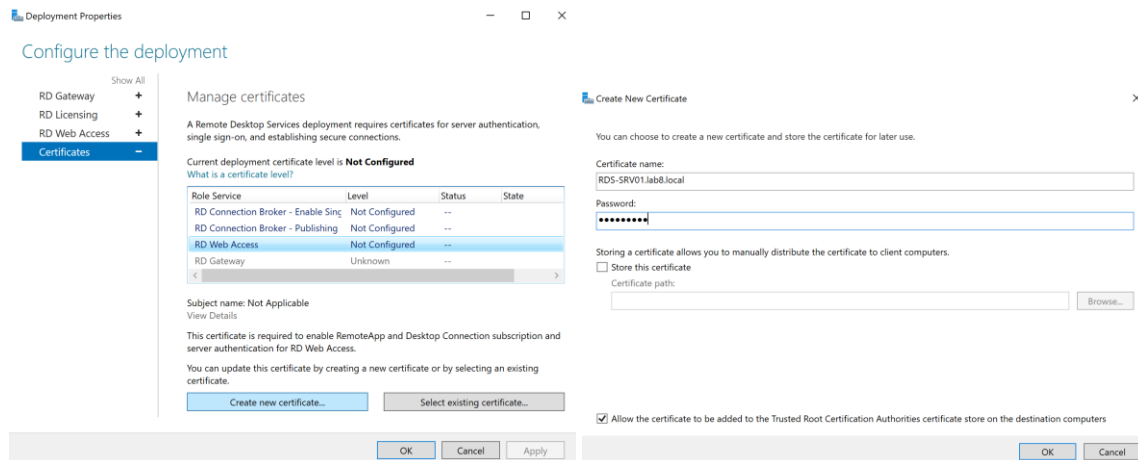 Deployment Properties
Configure the deployment
Show All
RD Gateway +
RD Licensing +
RD Web Access +
Certificates –
Manage certificates
A Remote Desktop Services deployment requires certificates for server authentication,
single sign-on, and establishing secure connections.
Current deployment certificate level is Not Configured
What is a certificate level?
Role Service Level Status State
RD Connection Broker - Enable Sing Not Configured --
RD Connection Broker - Publishing Not Configured --
RD Web Access Not Configured --
RD Gateway Unknown --
Subject name: Not Applicable
View Details
This certificate is required to enable RemoteApp and Desktop Connection subscription and
server authentication for RD Web Access.
You can update this certificate by creating a new certificate or by selecting an existing
certificate.
Create new certificate... Select existing certificate...
OK Cancel Apply
Create New Certificate
You can choose to create a new certificate and store the certificate for later use.
Certificate name:
RDS-SRV01.lab8.local
Password:
●●●●●●●●●
Storing a certificate allows you to manually distribute the certificate to client computers.
Store this certificate
Certificate path:
Browse...
Allow the certificate to be added to the Trusted Root Certification Authorities certificate store on the destination computers
OK Cancel